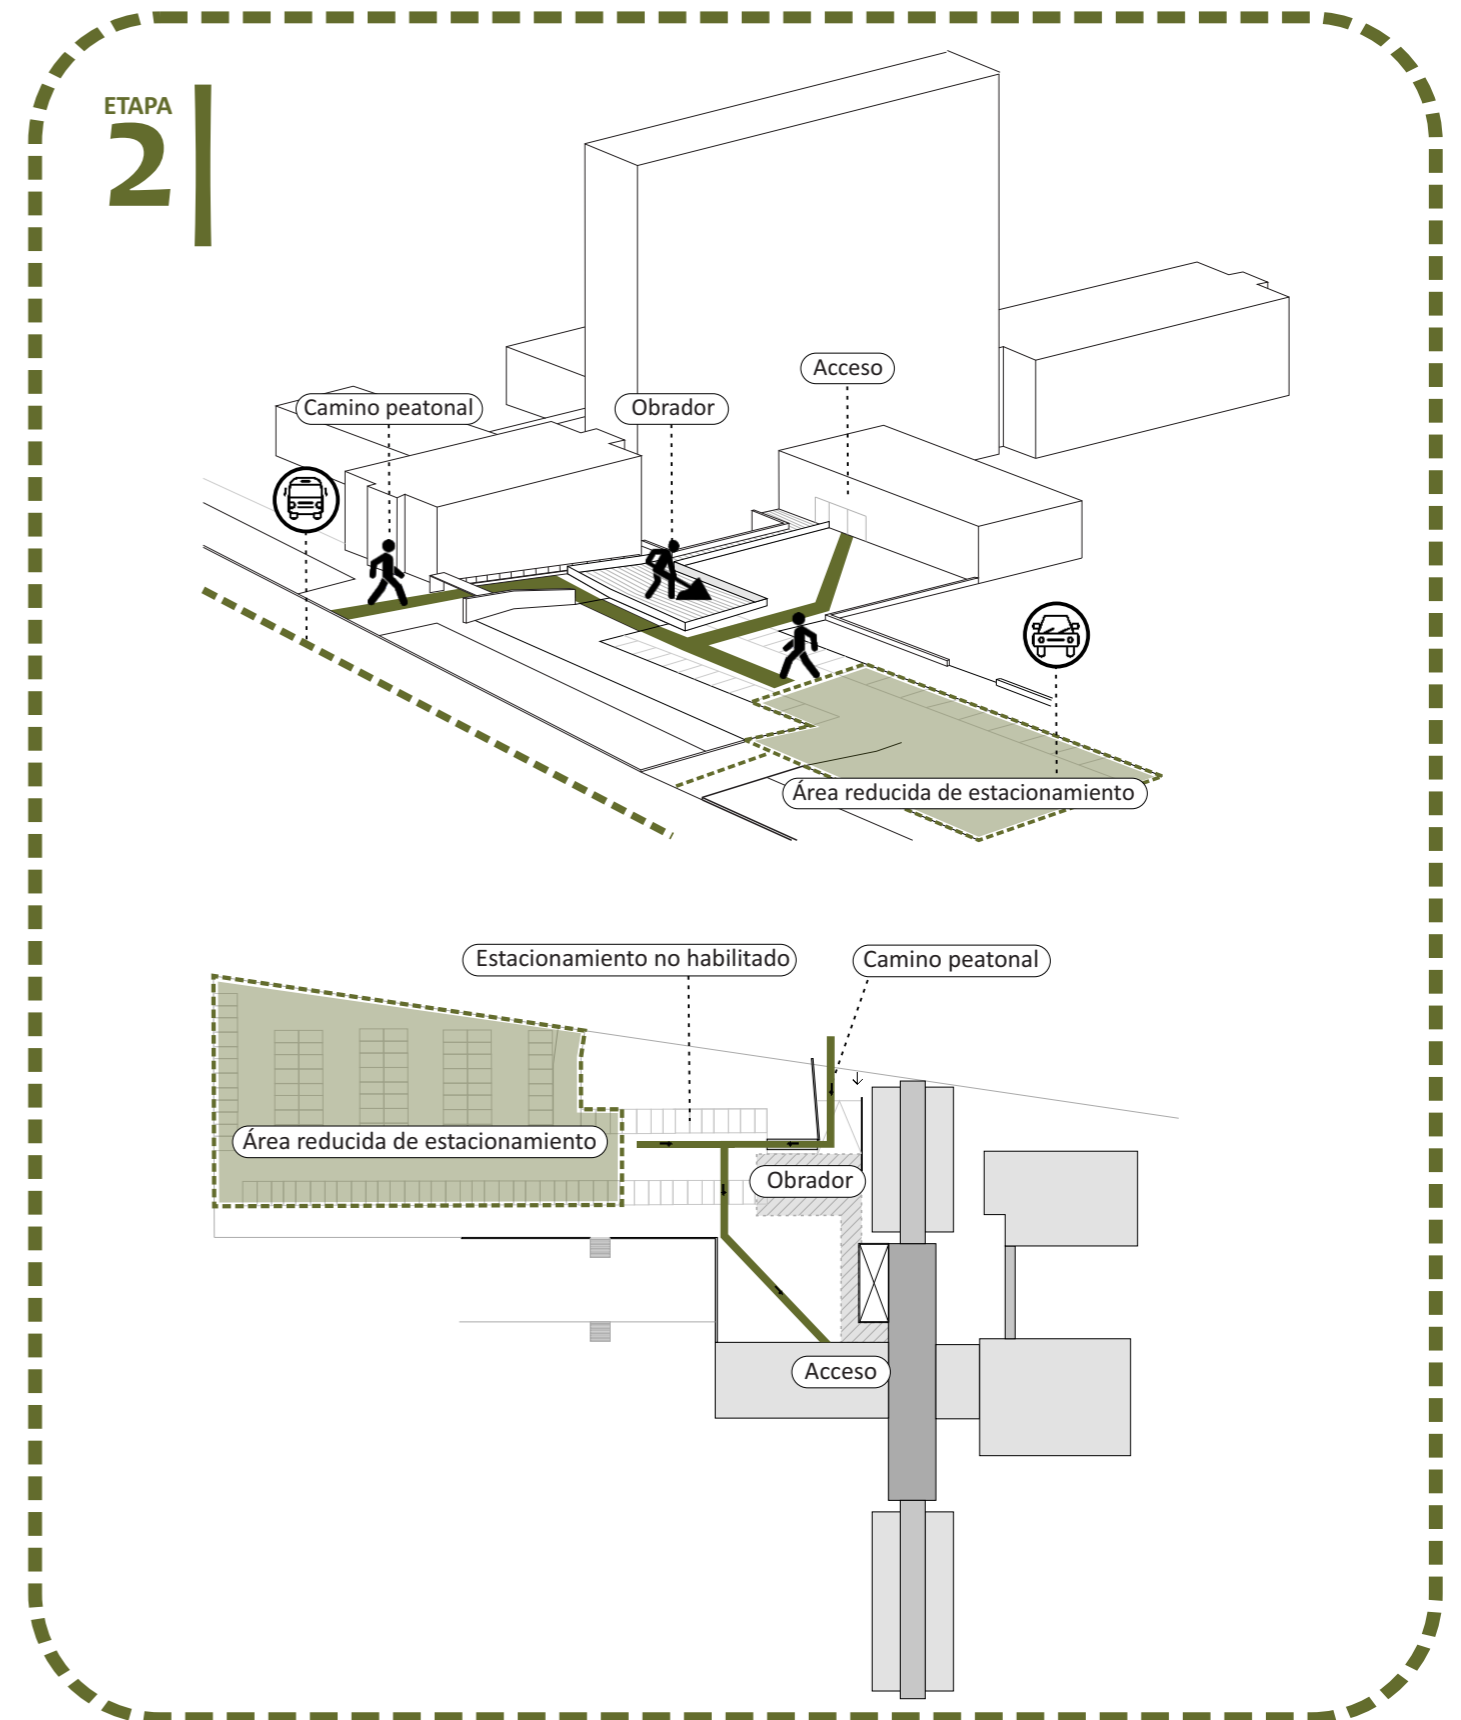 ETAPA
2
Acceso
Camino peatonal
Obrador
Área reducida de estacionamiento
Estacionamiento no habilitado
Camino peatonal
Área reducida de estacionamiento
Obrador
Acceso